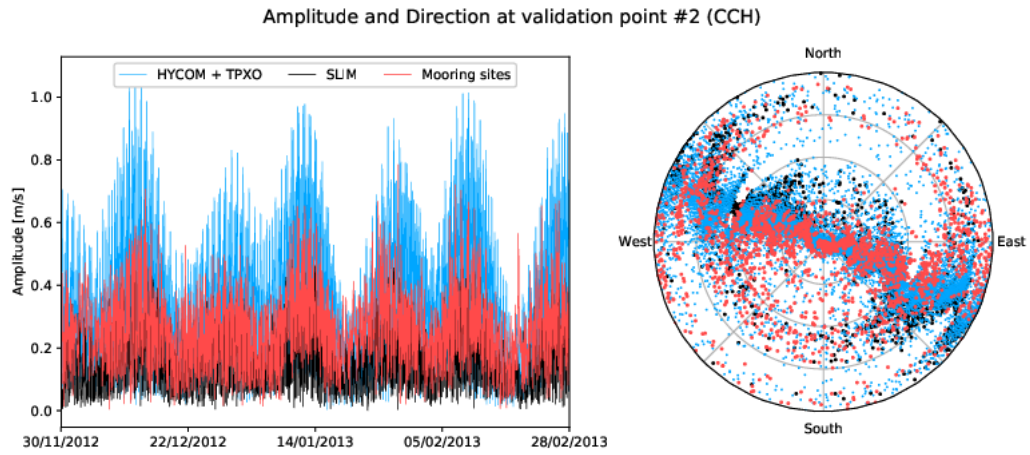 Amplitude and Direction at validation point #2 (CCH)
HYCOM + TPXO
SLIM
Mooring sites
Amplitude [m/s]
1.0
0.8
0.6
0.4
0.2
0.0
30/11/2012
22/12/2012
14/01/2013
05/02/2013
28/02/2013
North
West
East
South